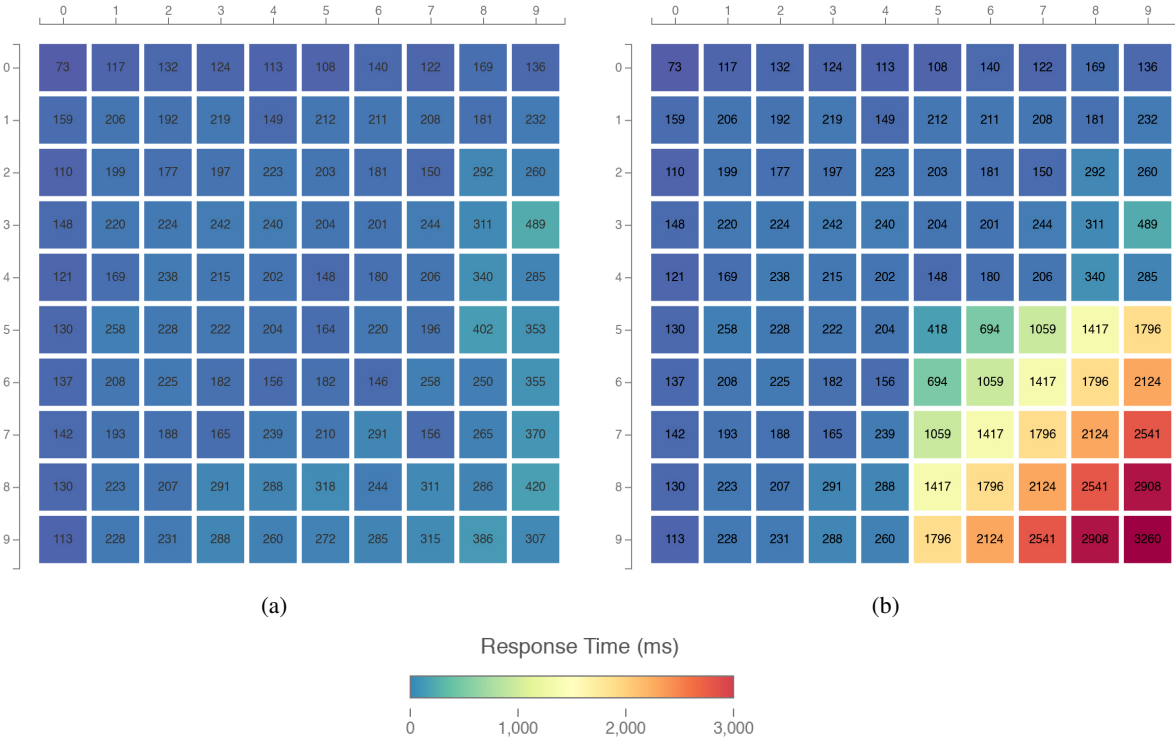 0 1 2 3 4 5 6 7 8 9
0 73 117 132 124 113 108 140 122 169 136
1 159 206 192 219 149 212 211 208 181 232
2 110 199 177 197 223 203 181 150 292 260
3 148 220 224 242 240 204 201 244 311 489
4 121 169 238 215 202 148 180 206 340 285
5 130 258 228 222 204 164 220 196 402 353
6 137 208 225 182 156 182 146 258 250 355
7 142 193 188 165 239 210 291 156 265 370
8 130 223 207 291 288 318 244 311 286 420
9 113 228 231 288 260 272 285 315 386 307
(a)
0 1 2 3 4 5 6 7 8 9
0 73 117 132 124 113 108 140 122 169 136
1 159 206 192 219 149 212 211 208 181 232
2 110 199 177 197 223 203 181 150 292 260
3 148 220 224 242 240 204 201 244 311 489
4 121 169 238 215 202 148 180 206 340 285
5 130 258 228 222 204 418 694 1059 1417 1796
6 137 208 225 182 156 694 1059 1417 1796 2124
7 142 193 188 165 239 1059 1417 1796 2124 2541
8 130 223 207 291 288 1417 1796 2124 2541 2908
9 113 228 231 288 260 1796 2124 2541 2908 3260
(b)
Response Time (ms)
0 1,000 2,000 3,000